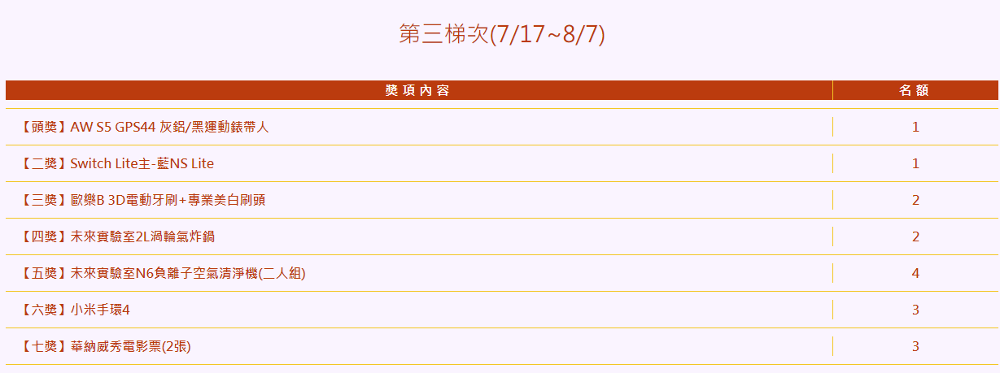 第三梯次(7/17~8/7)
獎項內容 名額
【頭獎】AW S5 GPS44 灰鋁/黑運動錶帶人 1
【二獎】Switch Lite主-藍NS Lite 1
【三獎】歐樂B 3D電動牙刷+專業美白刷頭 2
【四獎】未來實驗室2L渦輪氣炸鍋 2
【五獎】未來實驗室N6負離子空氣清淨機(二人組) 4
【六獎】小米手環4 3
【七獎】華納威秀電影票(2張) 3